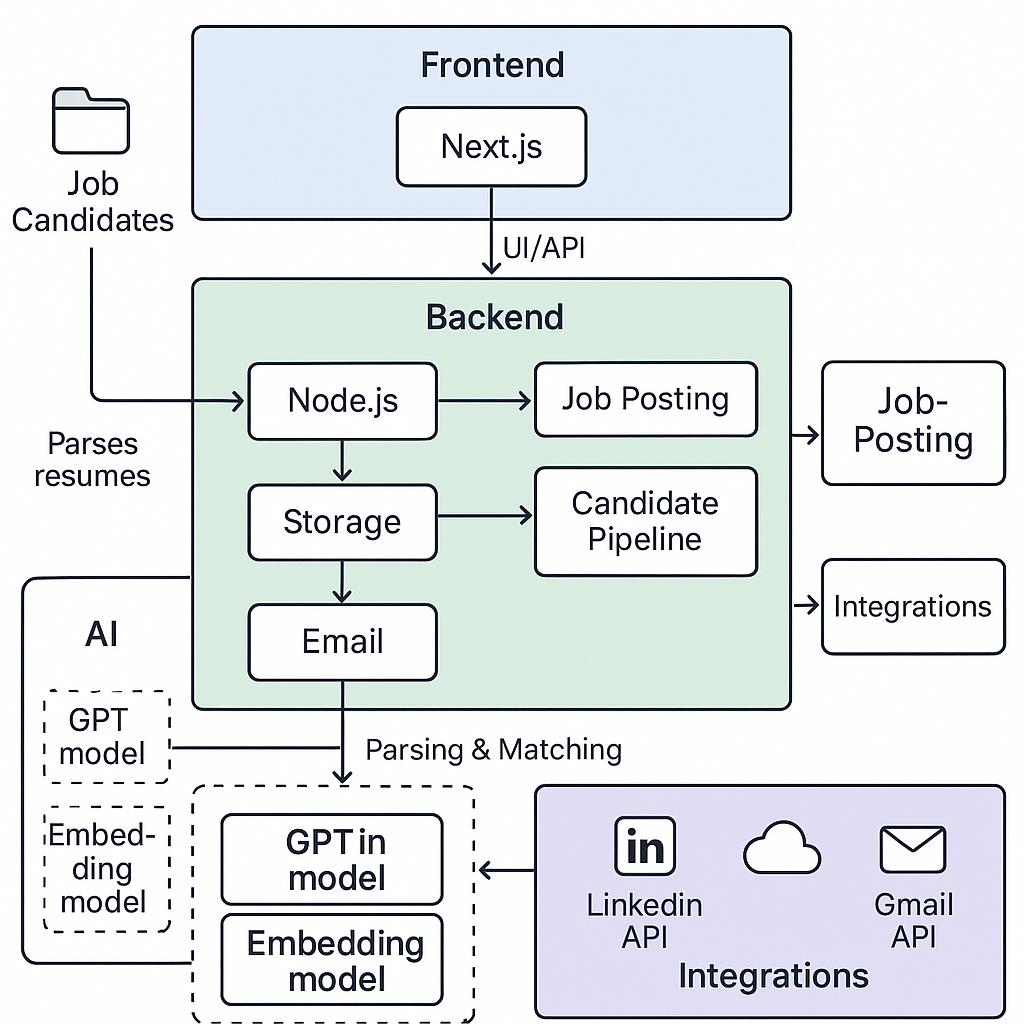 Frontend
Next.js
Job
Candidates
UI/API
Backend
Node.js
Job Posting
Job-
Posting
Parses
resumes
Storage
Candidate
Pipeline
Integrations
Email
AI
GPT
model
Embed-
ding
model
Parsing & Matching
GPT in
model
Embedding
model
in
Linkedin
API
Gmail
API
Integrations